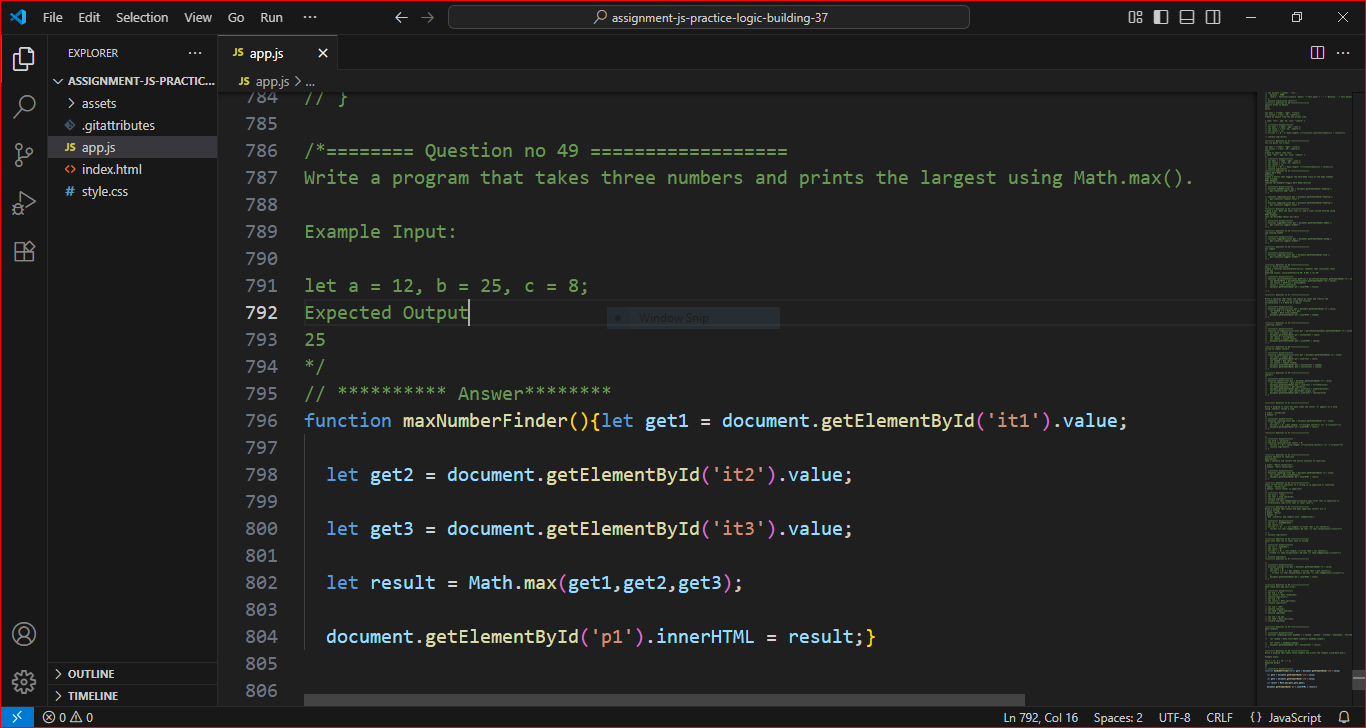 File Edit Selection View Go Run ··· assignment-js-practice-logic-building-37
EXPLORER ···
ASSIGNMENT-JS-PRACTIC...
assets
.gitattributes
JS app.js
<> index.html
# style.css
OUTLINE
TIMELINE
JS app.js ×
JS app.js > ...
784 // }
785
786 /*======== Question no 49 ==================
787 Write a program that takes three numbers and prints the largest using Math.max().
788
789 Example Input:
790
791 let a = 12, b = 25, c = 8;
792 Expected Output
Window Snip
793 25
794 */
795 // ********** Answer********
796 function maxNumberFinder(){let get1 = document.getElementById('it1').value;
797
798 let get2 = document.getElementById('it2').value;
799
800 let get3 = document.getElementById('it3').value;
801
802 let result = Math.max(get1,get2,get3);
803
804 document.getElementById('p1').innerHTML = result;}
805
806
0 0 Ln 792, Col 16 Spaces: 2 UTF-8 CRLF {} JavaScript